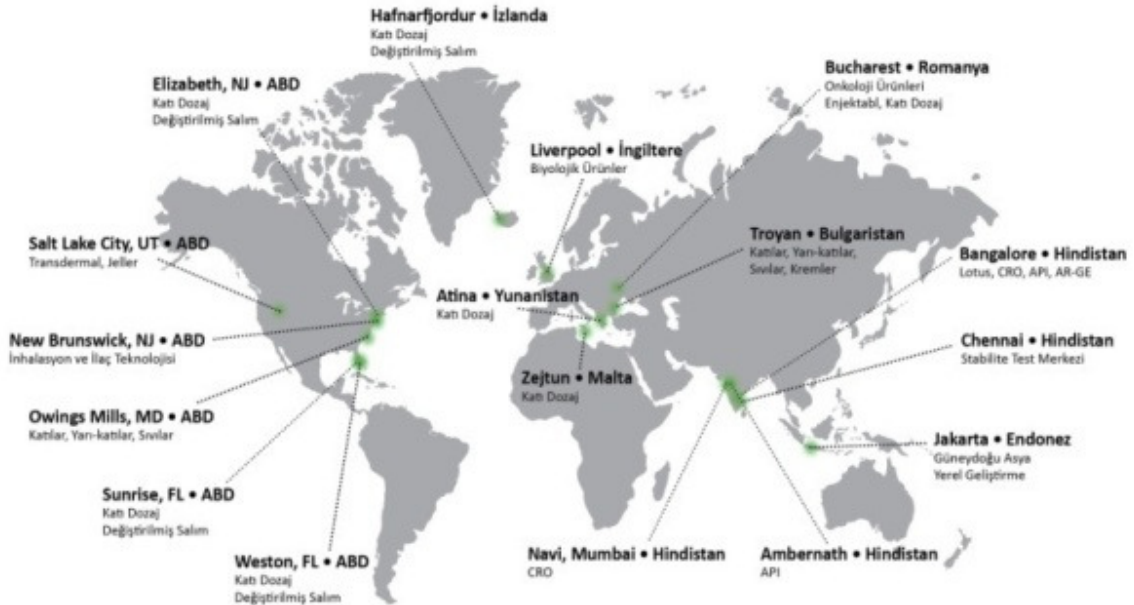 Hafnarfjordur • İzlanda
Katı Dozaj
Değiştirilmiş Salım
Elizabeth, NJ • ABD
Katı Dozaj
Değiştirilmiş Salım
Bucharest • Romanya
Onkoloji Ürünleri
Enjektabl, Katı Dozaj
Liverpool • İngiltere
Biyolojik Ürünler
Salt Lake City, UT • ABD
Transdermal, Jeller
Troyan • Bulgaristan
Katılar, Yarı-katılar,
Sıvılar, Kremler
Bangalore • Hindistan
Lotus, CRO, API, AR-GE
Atina • Yunanistan
Katı Dozaj
New Brunswick, NJ • ABD
İnhalasyon ve İlaç Teknolojisi
Chennai • Hindistan
Stabilite Test Merkezi
Zejtun • Malta
Katı Dozaj
Owings Mills, MD • ABD
Katılar, Yarı-katılar, Sıvılar
Jakarta • Endonez
Güneydoğu Asya
Yerel Geliştirme
Sunrise, FL • ABD
Katı Dozaj
Değiştirilmiş Salım
Weston, FL • ABD
Katı Dozaj
Değiştirilmiş Salım
Navi, Mumbai • Hindistan
CRO
Ambernath • Hindistan
API